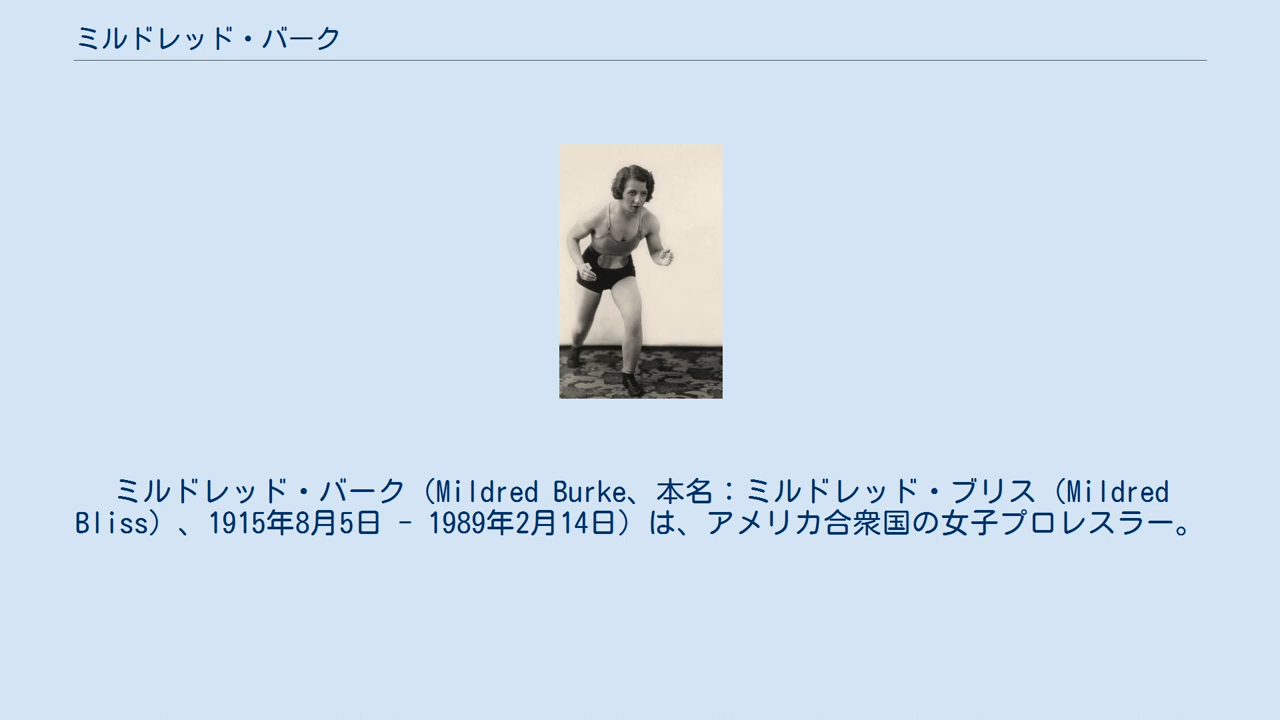 ミルドレッド・バーク
ミルドレッド・バーク（Mildred Burke、本名：ミルドレッド・ブリス（Mildred
Bliss）、1915年8月5日 - 1989年2月14日）は、アメリカ合衆国の女子プロレスラー。